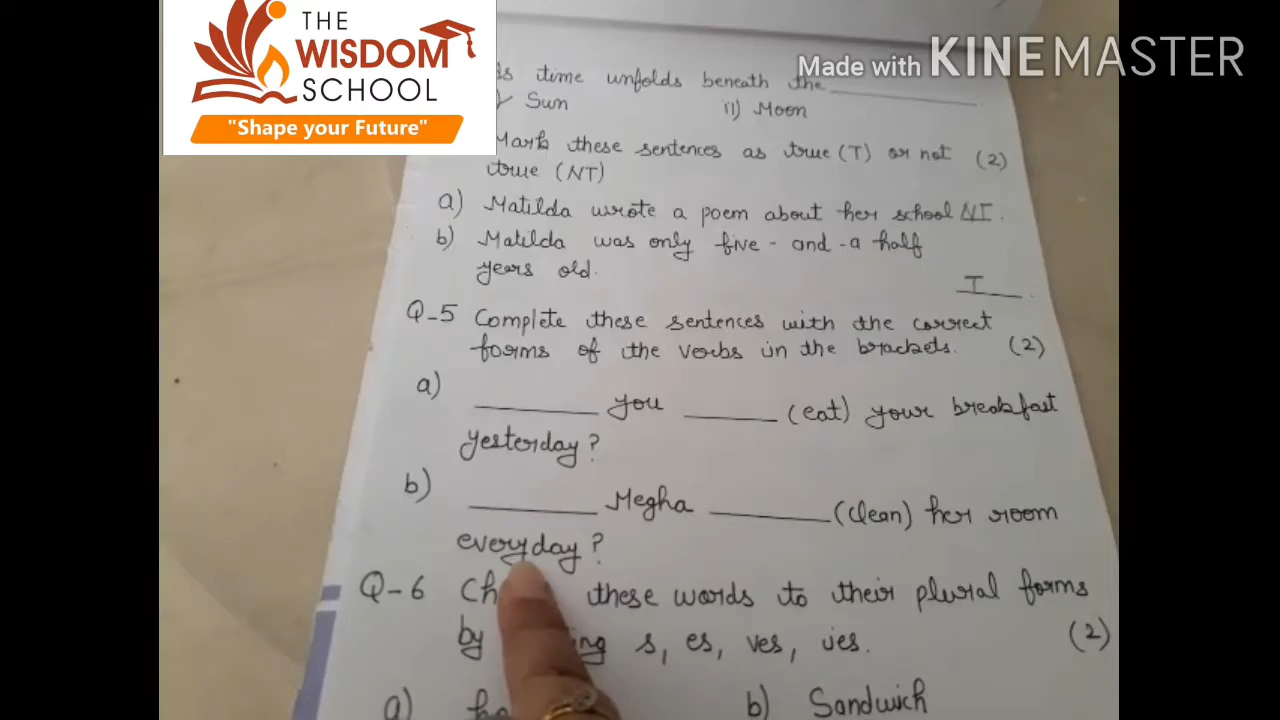 THE
WISDOM
SCHOOL
"Shape your Future"
Made with KINEMASTER
time unfolds beneath the
Sun ii) Moon
Mark these sentences as true (T) or not (2)
true (NT)
a) Matilda wrote a poem about her school NT.
b) Matilda was only five-and-a half
years old.
T
Q-5 Complete these sentences with the correct
forms of the verbs in the brackets. (2)
a) ______ you ______ (eat) your breakfast
yesterday?
b) ______ Megha ______ (clean) her room
everyday?
Q-6 these words to their plural forms
by s, es, ves, ies. (2)
a) b) Sandwich